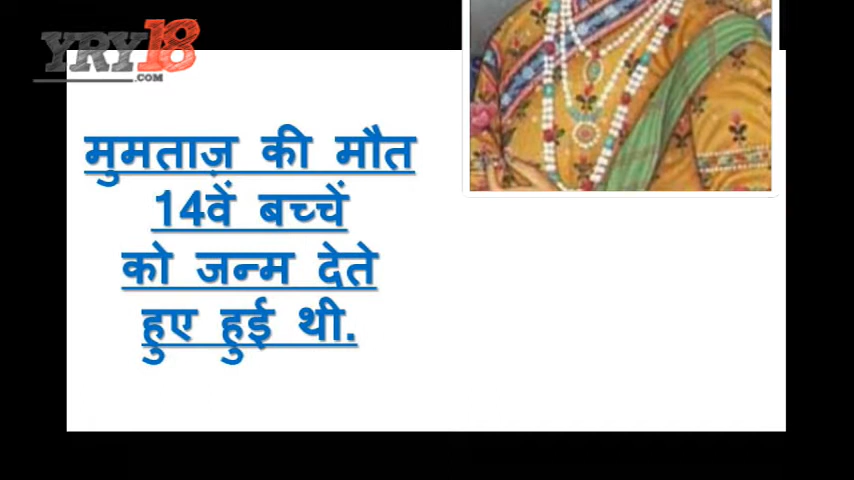 YRY18
.COM
मुमताज़ की मौत
14वें बच्चें
को जन्म देते
हुए हुई थी.